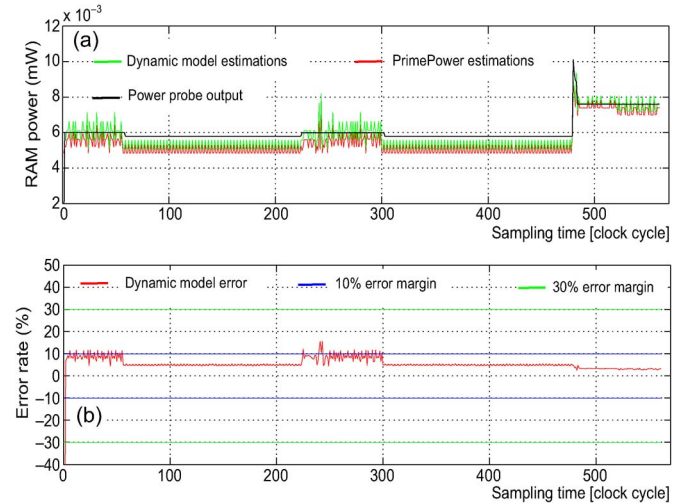 × 10⁻³
12
10
8
6
4
2
RAM power (mW)
(a)
Dynamic model estimations
PrimePower estimations
Power probe output
0
100
200
300
400
500
Sampling time [clock cycle]
50
40
30
20
10
0
−10
−20
−30
−40
Error rate (%)
Dynamic model error
10% error margin
30% error margin
(b)
0
100
200
300
400
500
Sampling time [clock cycle]